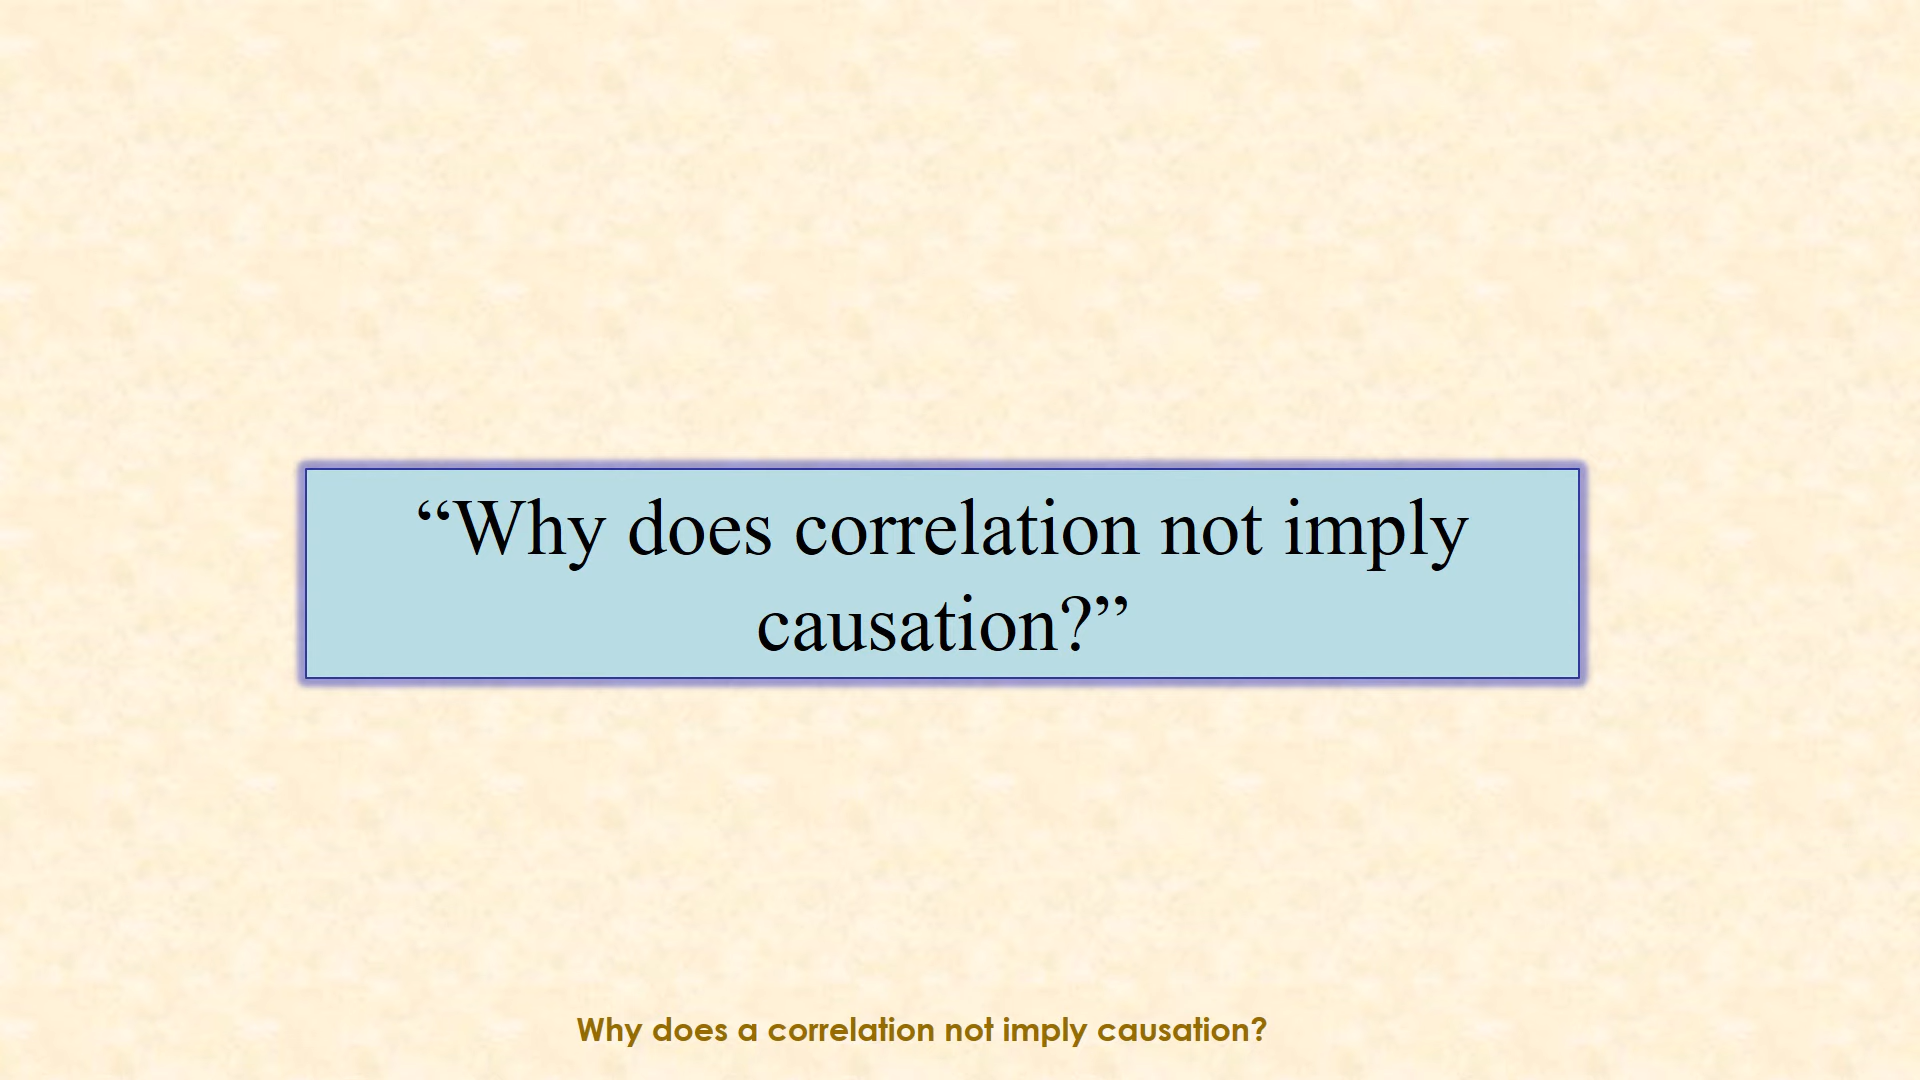 “Why does correlation not imply
causation?”
Why does a correlation not imply causation?